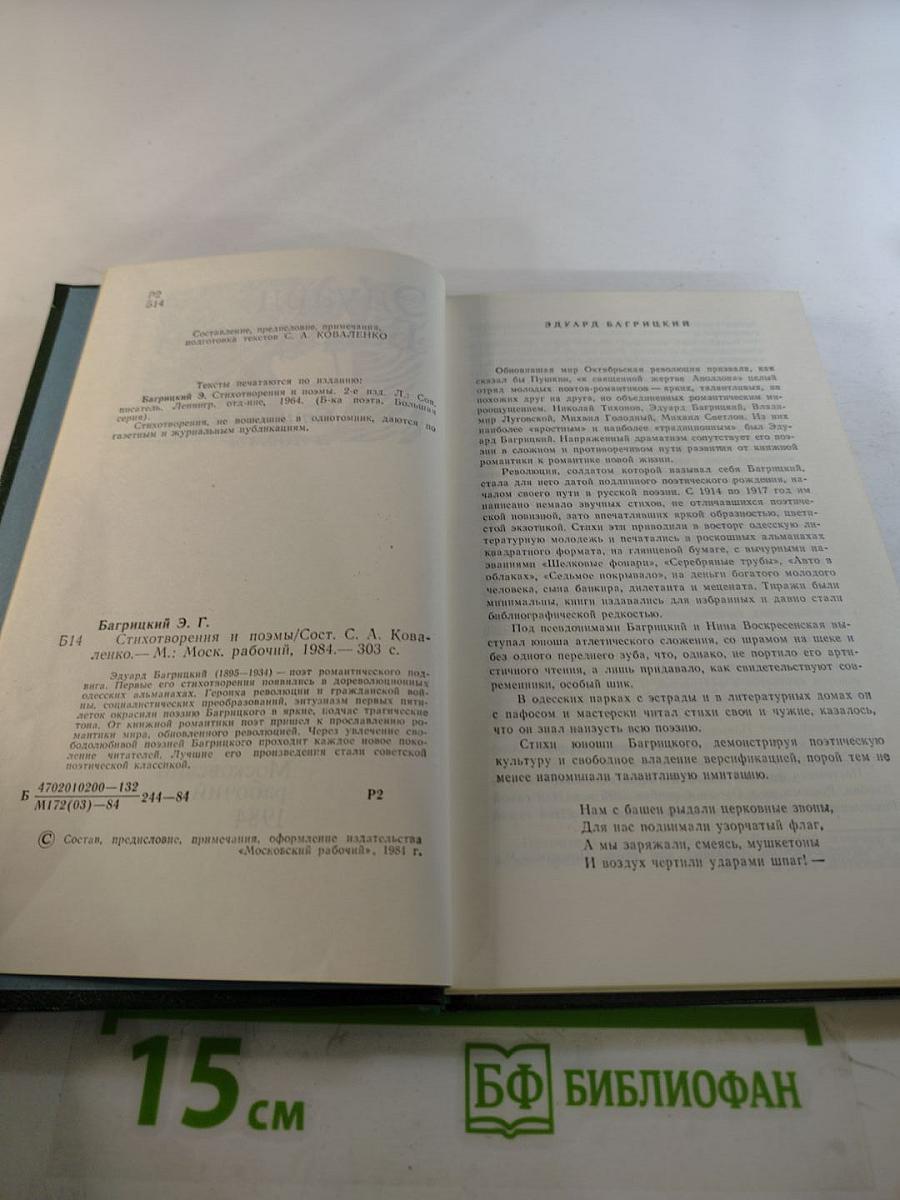 Р2
Б14
Составление, предисловие, примечания,
подготовка текстов С. А. КОВАЛЕНКО
Тексты печатаются по изданию:
Багрицкий Э. Стихотворения и поэмы. 2-е изд. Л.: Сов.
писатель. Ленингр. отд-ние, 1964. (Б-ка поэта. Большая
серия).
Стихотворения, не вошедшие в однотомник, даются по
газетным и журнальным публикациям.
Багрицкий Э. Г.
Б14 Стихотворения и поэмы/Сост. С. А. Кова-
ленко.— М.: Моск. рабочий, 1984.— 303 с.
Эдуард Багрицкий (1895—1934) — поэт романтического под-
вига. Первые его стихотворения появились в дореволюционных
одесских альманахах. Героика революции и гражданской вой-
ны, социалистических преобразований, энтузиазм первых пяти-
леток окрасили поэзию Багрицкого в яркие, подчас трагические
тона. От книжной романтики поэт пришел к прославлению ро-
мантики мира, обновленного революцией. Через увлечение сво-
бодолюбивой поэзией Багрицкого проходит каждое новое поко-
ление читателей. Лучшие его произведения стали советской
поэтической классикой.
Б 4702010200—132
М172(03)—84 244—84 Р2
© Состав, предисловие, примечания, оформление издательства
«Московский рабочий», 1984 г.
ЭДУАРД БАГРИЦКИЙ
Обновившая мир Октябрьская революция призвала, как
сказал бы Пушкин, «к священной жертве Аполлона» целый
отряд молодых поэтов-романтиков — ярких, талантливых, не
похожих друг на друга, но объединенных романтическим ми-
роощущением. Николай Тихонов, Эдуард Багрицкий, Влади-
мир Луговской, Михаил Голодный, Михаил Светлов. Из них
наиболее «яростным» и наиболее «традиционным» был Эду-
ард Багрицкий. Напряженный драматизм сопутствует его поэ-
зии в сложном и противоречивом пути развития от книжной
романтики к романтике новой жизни.
Революция, солдатом которой называл себя Багрицкий,
стала для него датой подлинного поэтического рождения, на-
чалом своего пути в русской поэзии. С 1914 по 1917 год им
написано немало звучных стихов, не отличавшихся поэтиче-
ской новизной, зато впечатлявших яркой образностью, цвети-
стой экзотикой. Стихи эти приводили в восторг одесскую ли-
тературную молодежь и печатались в роскошных альманахах
квадратного формата, на глянцевой бумаге, с вычурными на-
званиями «Шелковые фонари», «Серебряные трубы», «Авто в
облаках», «Седьмое покрывало», на деньги богатого молодого
человека, сына банкира, дилетанта и мецената. Тиражи были
минимальны, книги издавались для избранных и давно стали
библиографической редкостью.
Под псевдонимами Багрицкий и Нина Воскресенская вы-
ступал юноша атлетического сложения, со шрамом на щеке и
без одного переднего зуба, что, однако, не портило его арти-
стичного чтения, а лишь придавало, как свидетельствуют сов-
ременники, особый шик.
В одесских парках с эстрады и в литературных домах он
с пафосом и мастерски читал стихи свои и чужие, казалось,
что он знал наизусть всю поэзию.
Стихи юноши Багрицкого, демонстрируя поэтическую
культуру и свободное владение версификацией, порой тем не
менее напоминали талантливую имитацию.
Нам с башен рыдали церковные звоны,
Для нас поднимали узорчатый флаг,
А мы заряжали, смеясь, мушкетоны
И воздух чертили ударами шпаг! —
15 см
БФ БИБЛИОФАН